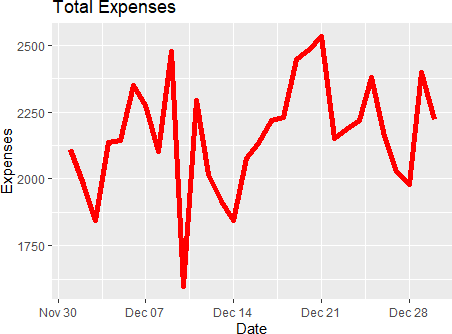 Total Expenses
2500
2250
2000
1750
Expenses
Nov 30 Dec 07 Dec 14 Dec 21 Dec 28
Date